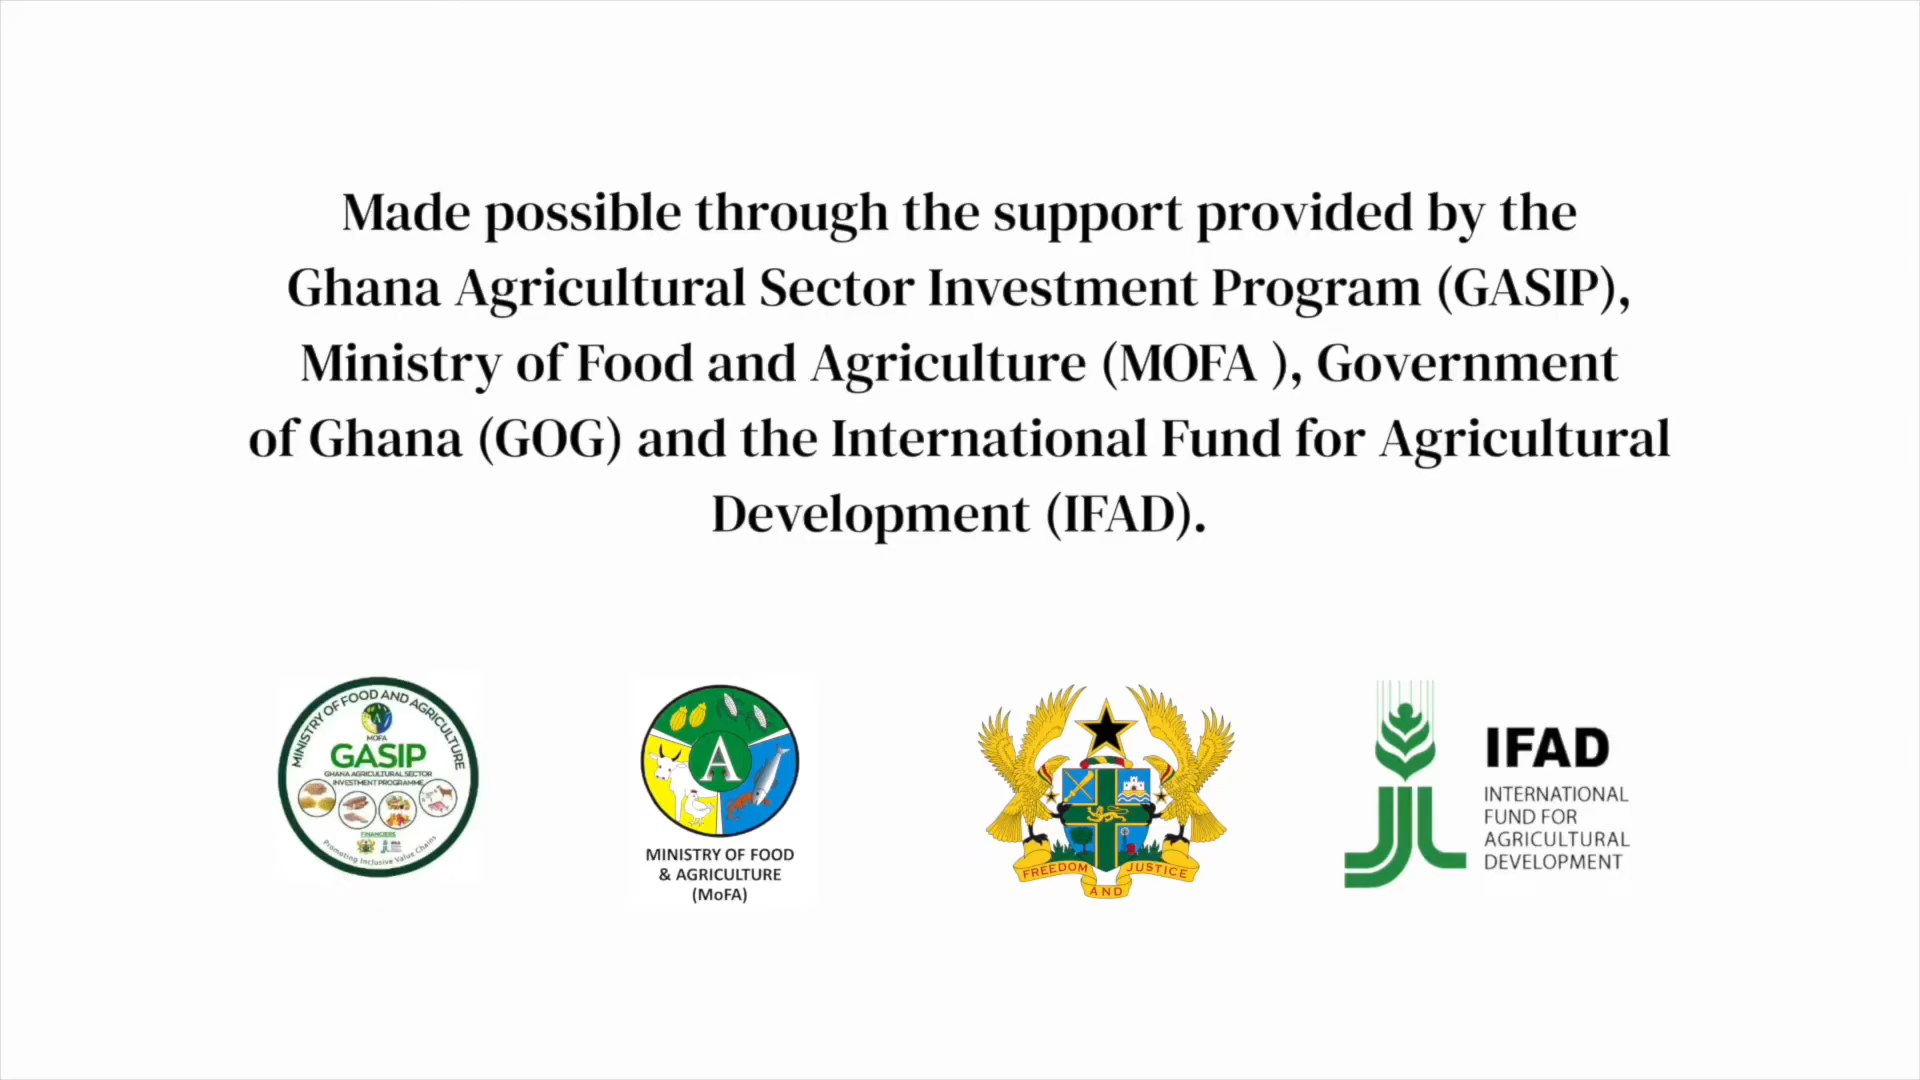 Made possible through the support provided by the
Ghana Agricultural Sector Investment Program (GASIP),
Ministry of Food and Agriculture (MOFA ), Government
of Ghana (GOG) and the International Fund for Agricultural
Development (IFAD).
MINISTRY OF FOOD AND AGRICULTURE
MOFA
GASIP
GHANA AGRICULTURAL SECTOR
INVESTMENT PROGRAMME
FINANCIERS
Promoting Inclusive Value Chains
A
MINISTRY OF FOOD
& AGRICULTURE
(MoFA)
FREEDOM AND JUSTICE
IFAD
INTERNATIONAL
FUND FOR
AGRICULTURAL
DEVELOPMENT